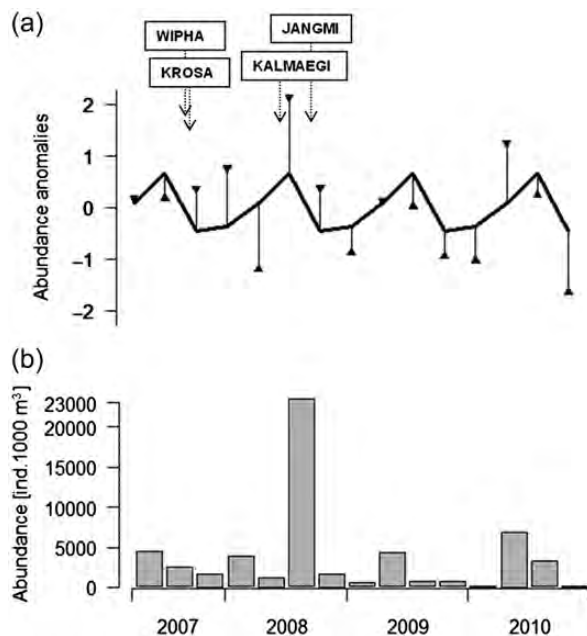 (a)
WIPHA
JANGMI
KROSA
KALMAEGI
Abundance anomalies
2
1
0
−1
−2
(b)
Abundance [ind.1000 m³]
23000
20000
15000
10000
5000
0
2007 2008 2009 2010